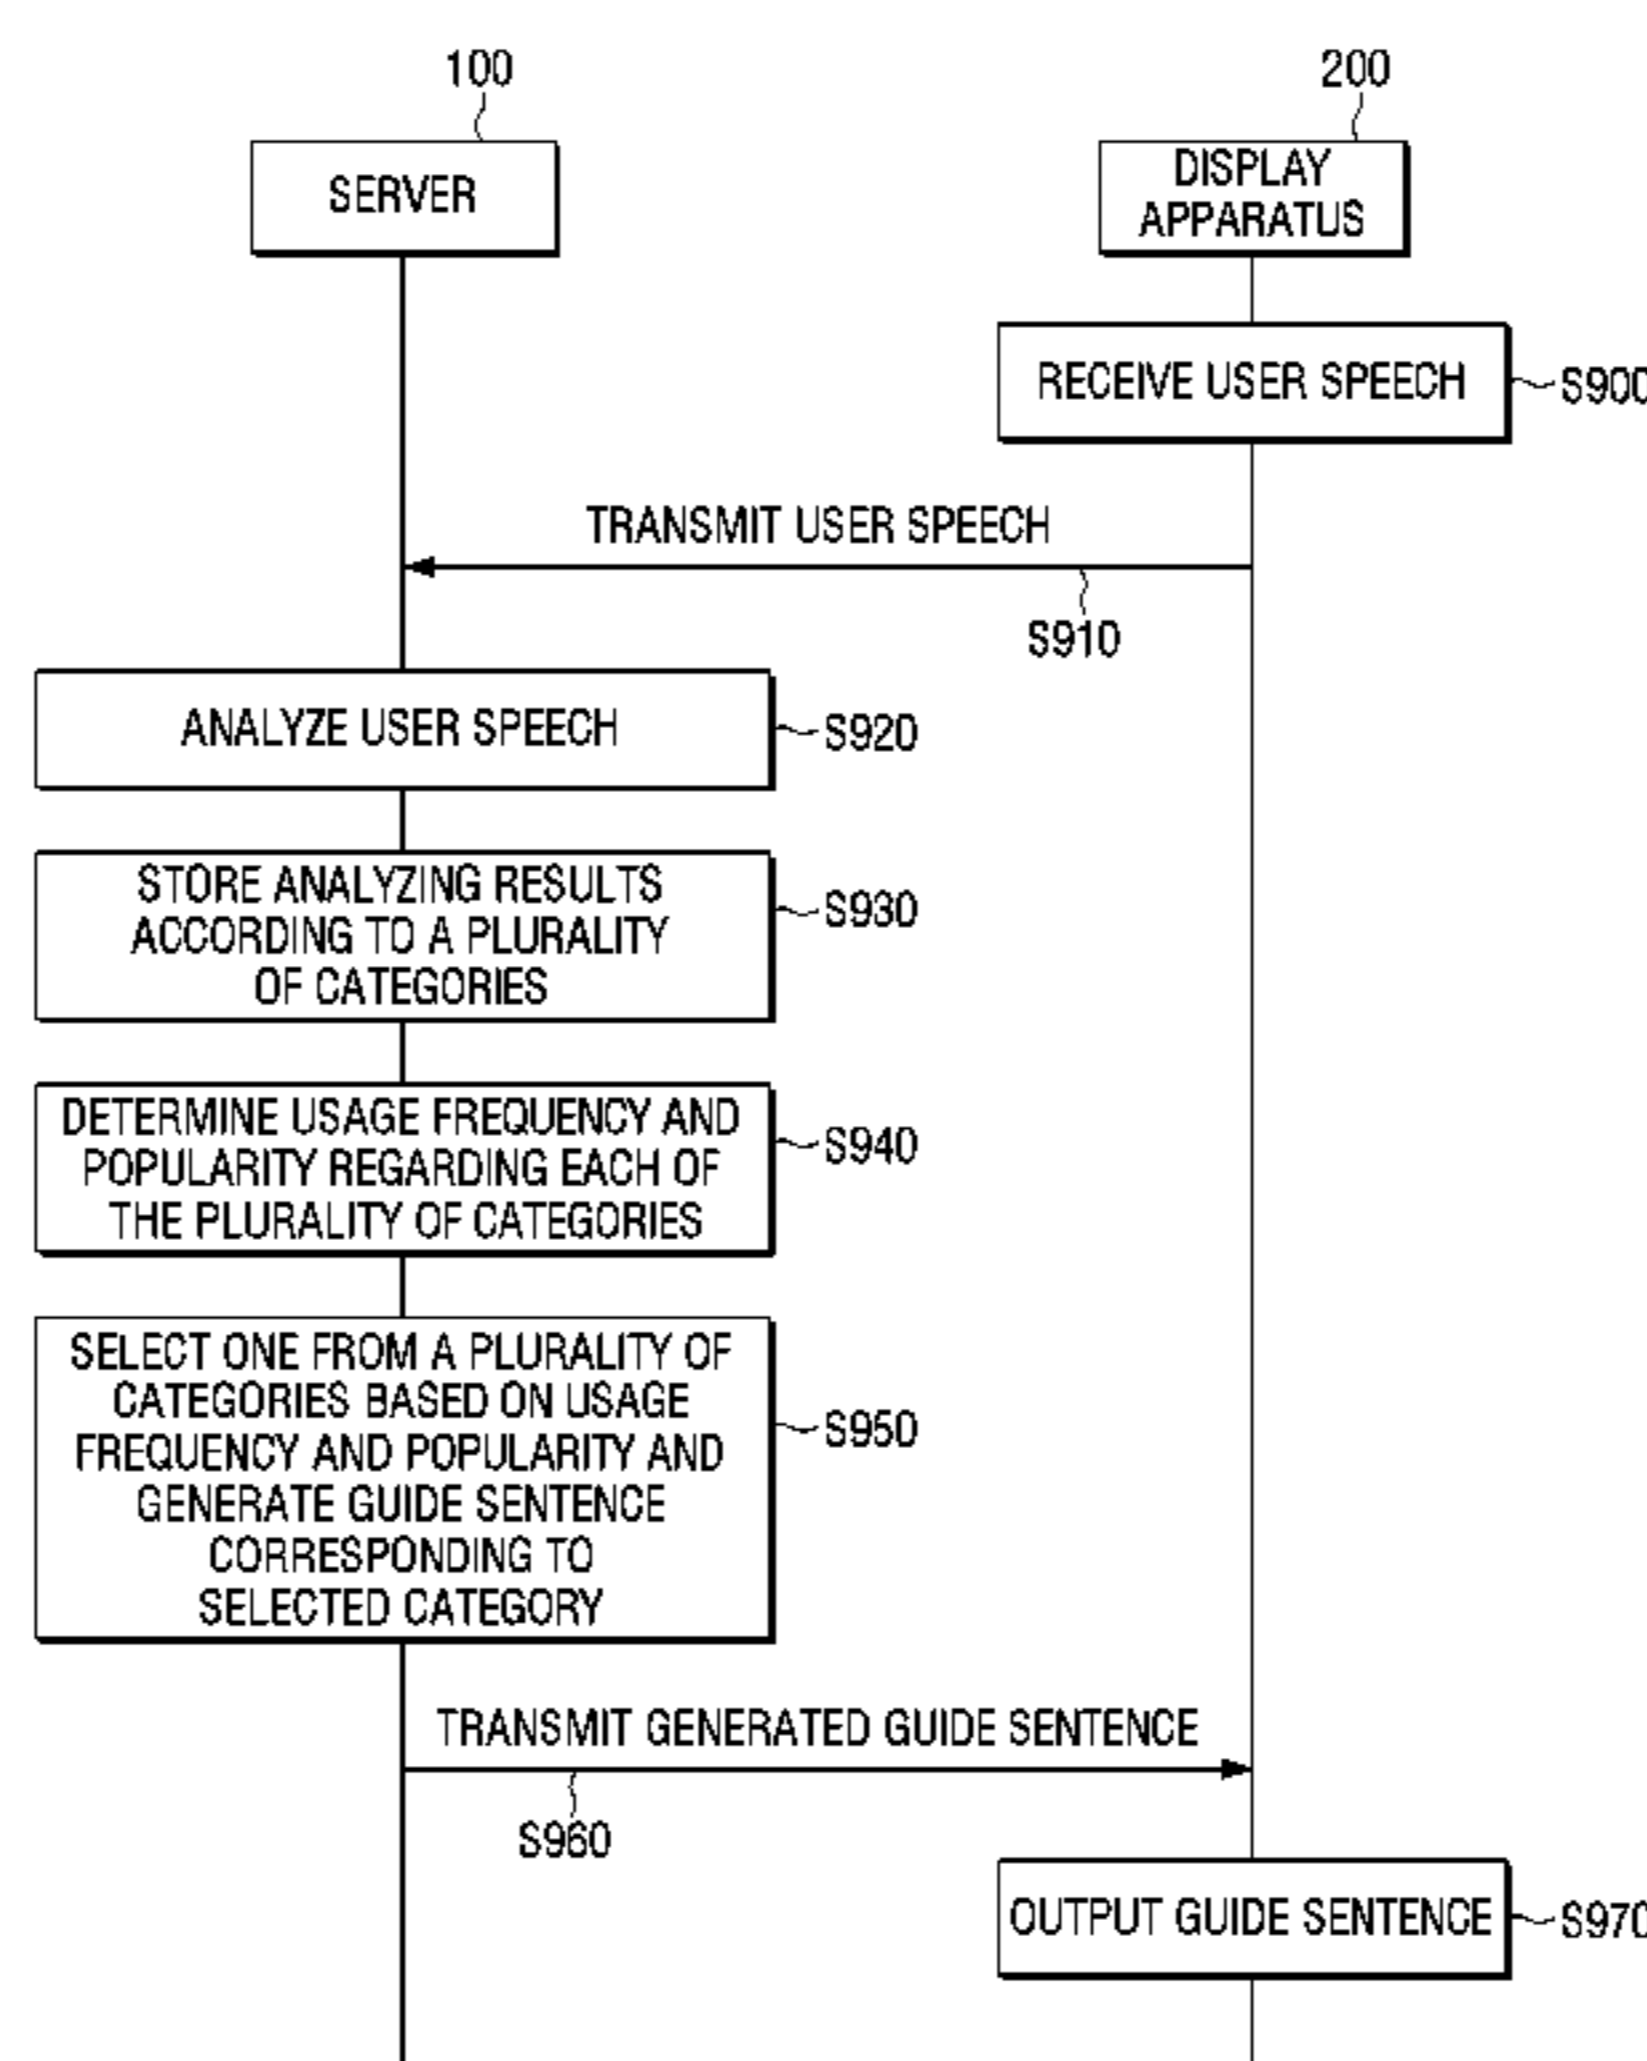 100
200
SERVER
DISPLAY
APPARATUS
RECEIVE USER SPEECH
S900
TRANSMIT USER SPEECH
S910
ANALYZE USER SPEECH
S920
STORE ANALYZING RESULTS
ACCORDING TO A PLURALITY
OF CATEGORIES
S930
DETERMINE USAGE FREQUENCY AND
POPULARITY REGARDING EACH OF
THE PLURALITY OF CATEGORIES
S940
SELECT ONE FROM A PLURALITY OF
CATEGORIES BASED ON USAGE
FREQUENCY AND POPULARITY AND
GENERATE GUIDE SENTENCE
CORRESPONDING TO
SELECTED CATEGORY
S950
TRANSMIT GENERATED GUIDE SENTENCE
S960
OUTPUT GUIDE SENTENCE
S970